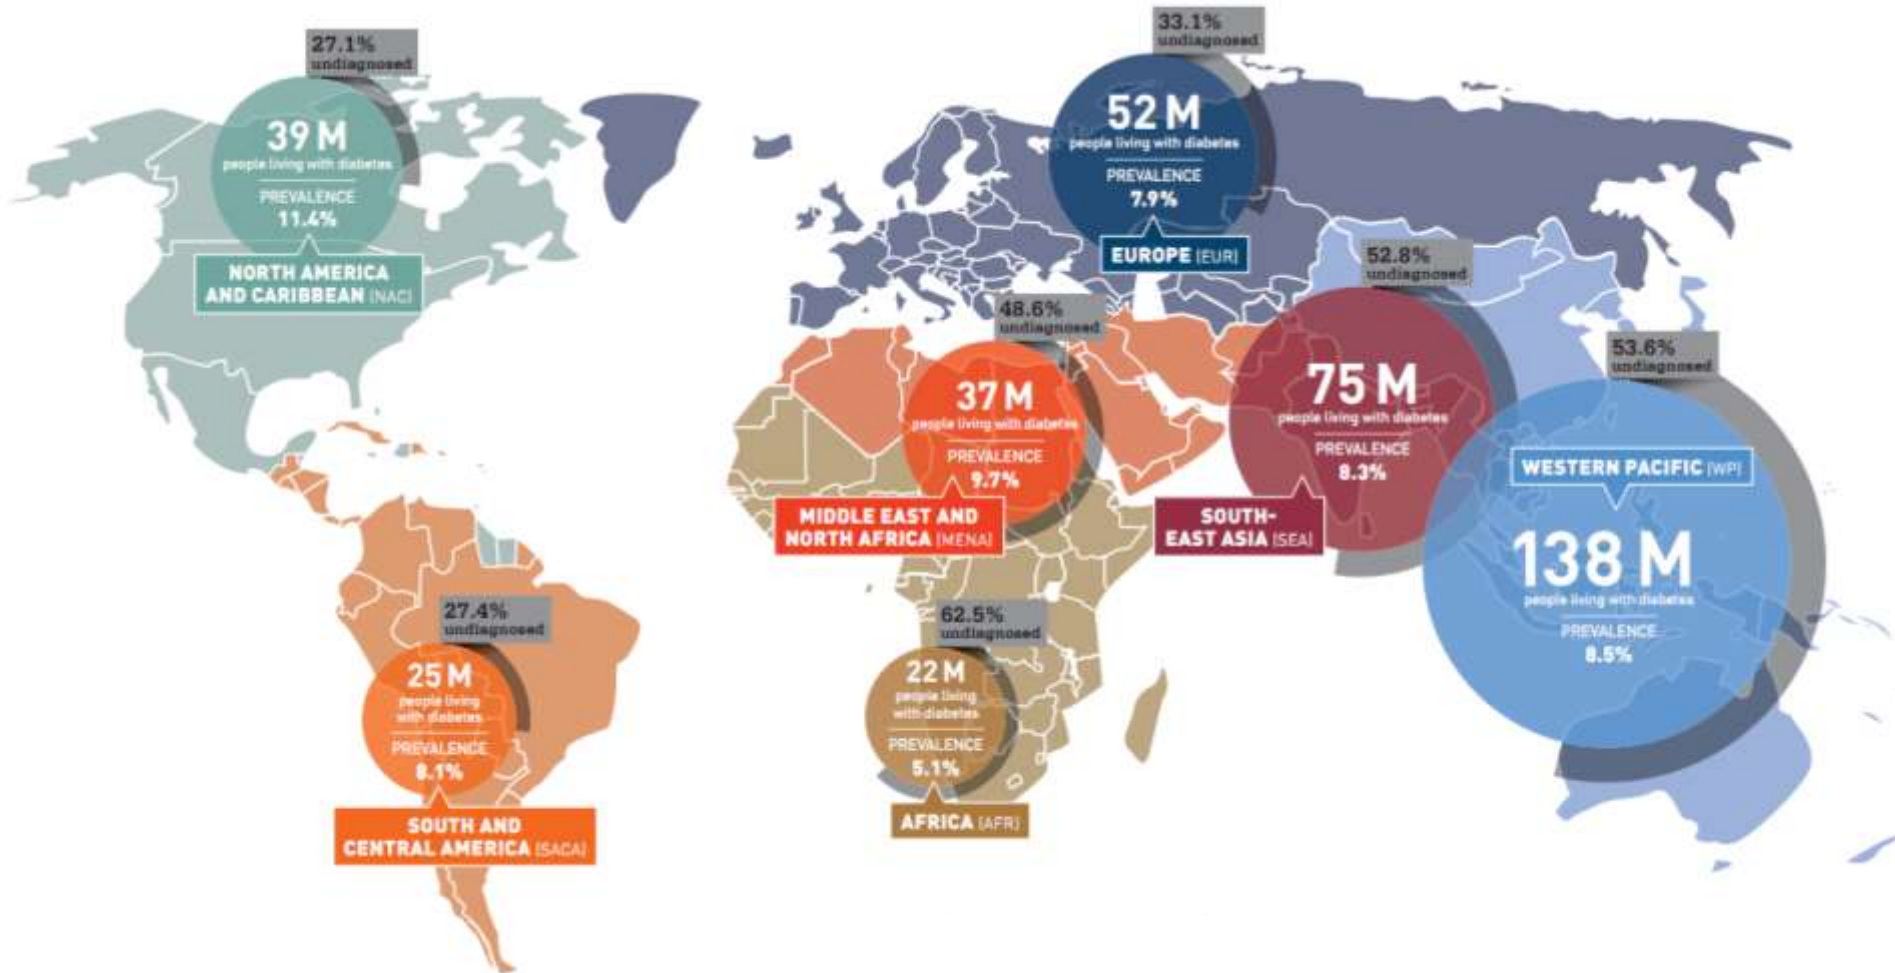 27.1%
undiagnosed
39 M
people living with diabetes
PREVALENCE
11.4%
NORTH AMERICA
AND CARIBBEAN (NAC)
33.1%
undiagnosed
52 M
people living with diabetes
PREVALENCE
7.9%
EUROPE (EUR)
48.6%
undiagnosed
37 M
people living with diabetes
PREVALENCE
9.7%
MIDDLE EAST AND
NORTH AFRICA (MENA)
52.8%
undiagnosed
75 M
people living with diabetes
PREVALENCE
8.3%
SOUTH-
EAST ASIA (SEA)
53.6%
undiagnosed
WESTERN PACIFIC (WP)
138 M
people living with diabetes
PREVALENCE
8.5%
27.4%
undiagnosed
25 M
people living
with diabetes
PREVALENCE
8.1%
SOUTH AND
CENTRAL AMERICA (SACA)
62.5%
undiagnosed
22 M
people living
with diabetes
PREVALENCE
5.1%
AFRICA (AFR)